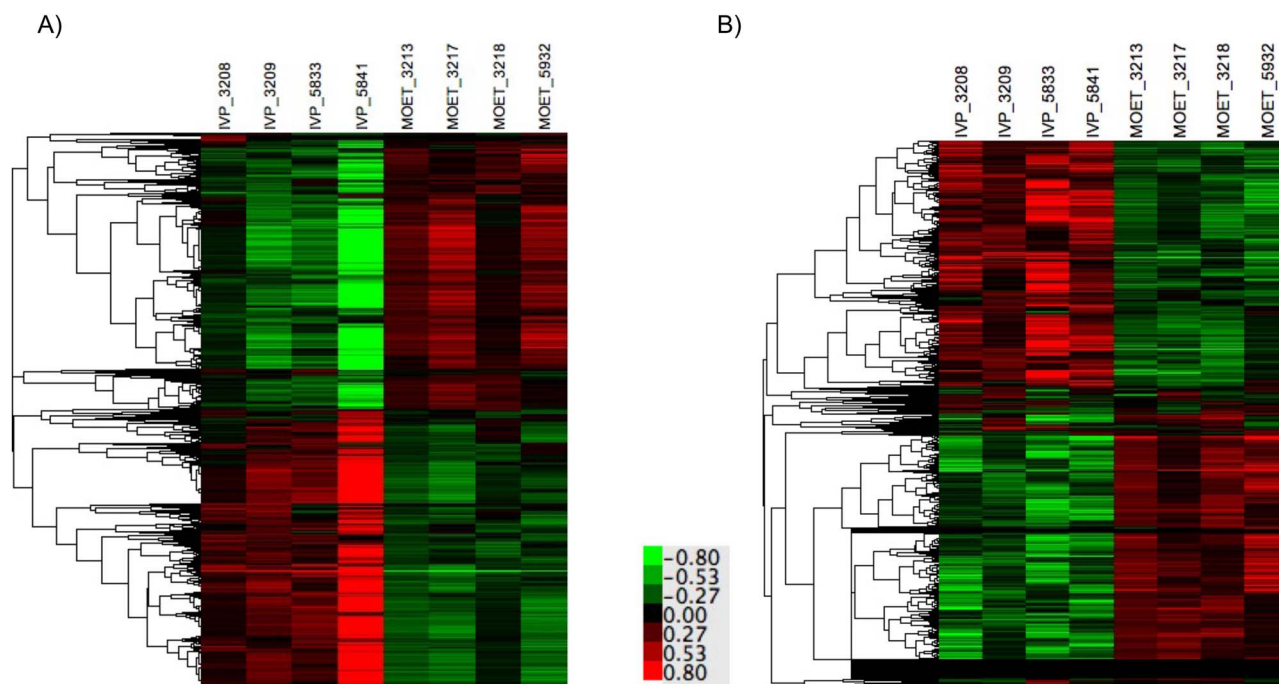 A)
B)
IVP_3208
IVP_3209
IVP_5833
IVP_5841
MOET_3213
MOET_3217
MOET_3218
MOET_5932
IVP_3208
IVP_3209
IVP_5833
IVP_5841
MOET_3213
MOET_3217
MOET_3218
MOET_5932
-0.80
-0.53
-0.27
0.00
0.27
0.53
0.80